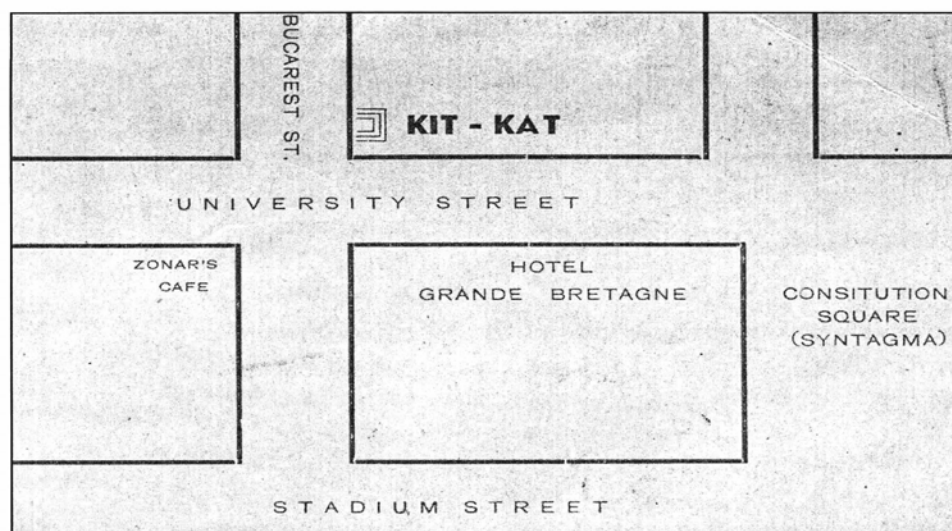 BUCAREST ST.
KIT - KAT
UNIVERSITY STREET
ZONAR'S
CAFE
HOTEL
GRANDE BRETAGNE
CONSITUTION
SQUARE
(SYNTAGMA)
STADIUM STREET